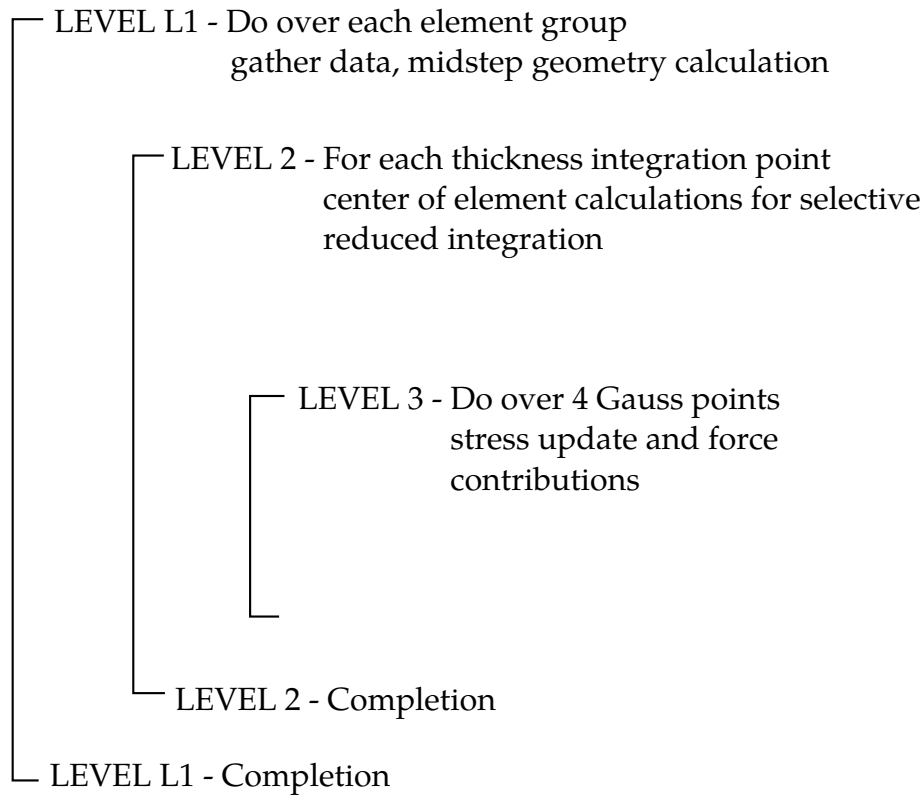 LEVEL L1 - Do over each element group
gather data, midstep geometry calculation
LEVEL 2 - For each thickness integration point
center of element calculations for selective
reduced integration
LEVEL 3 - Do over 4 Gauss points
stress update and force
contributions
LEVEL 2 - Completion
LEVEL L1 - Completion